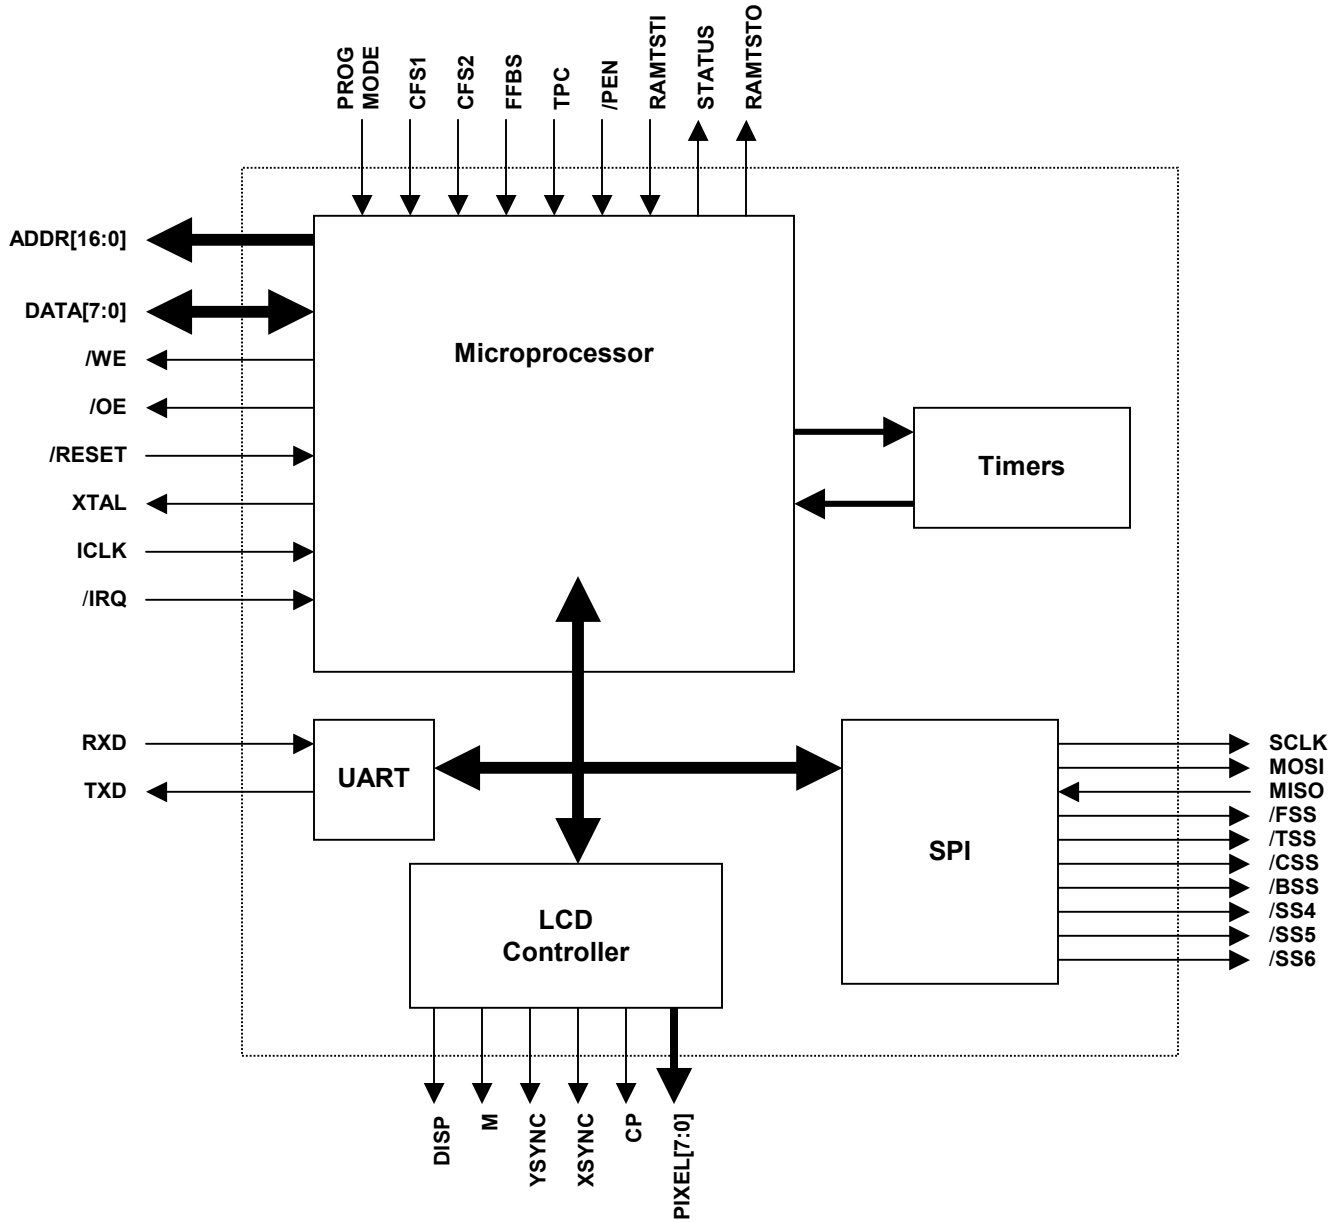 PROG
MODE
CFS1
CFS2
FFBS
TPC
/PEN
RAMTSTI
STATUS
RAMTSTO
ADDR[16:0]
DATA[7:0]
/WE
/OE
/RESET
XTAL
ICLK
/IRQ
Microprocessor
Timers
RXD
TXD
UART
SPI
SCLK
MOSI
MISO
/FSS
/TSS
/CSS
/BSS
/SS4
/SS5
/SS6
LCD
Controller
DISP
M
YSYNC
XSYNC
CP
PIXEL[7:0]